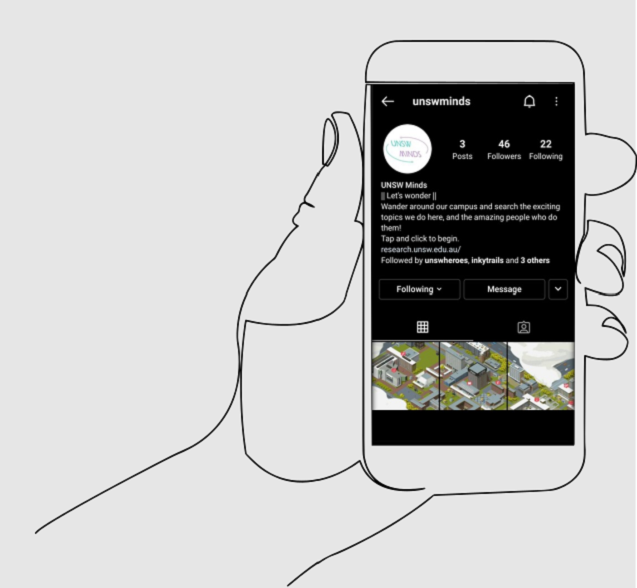 unswminds
UNSW
MINDS
3 46 22
Posts Followers Following
UNSW Minds
|| Let's wonder ||
Wander around our campus and search the exciting
topics we do here, and the amazing people who do
them!
Tap and click to begin.
research.unsw.edu.au/
Followed by unswheroes, inkytrails and 3 others
Following Message